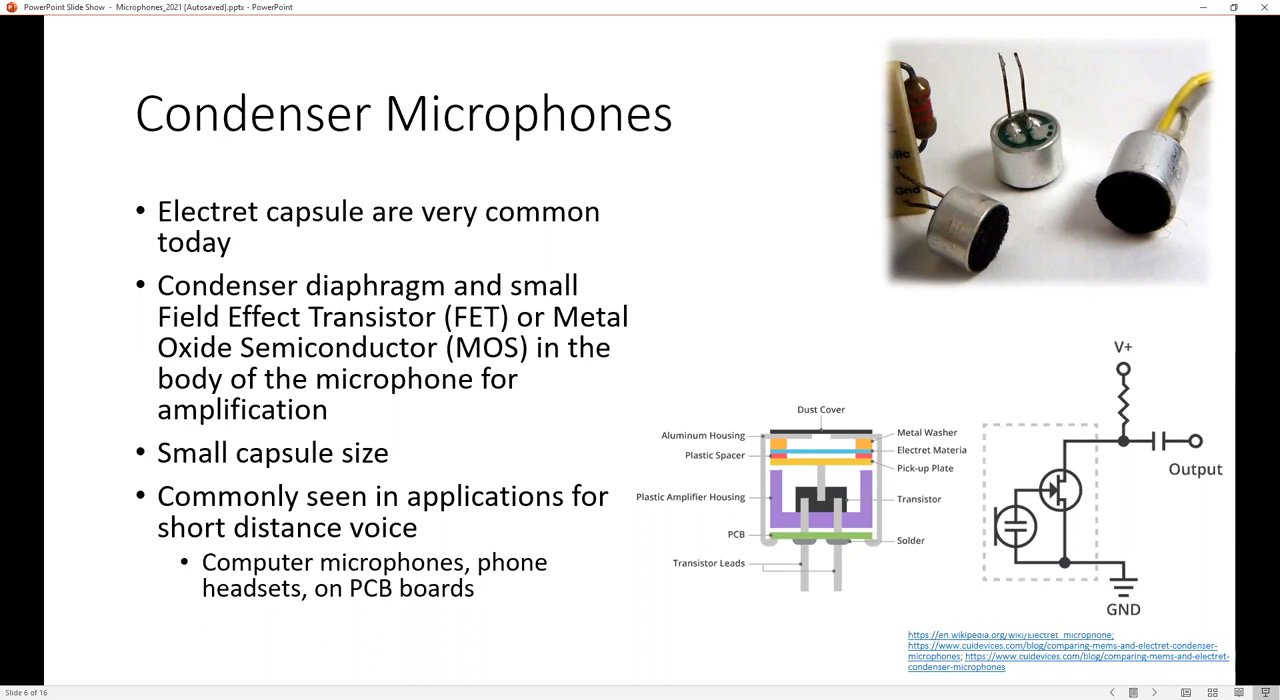 PowerPoint Slide Show - Microphones_2021 [Autosaved].pptx - PowerPoint
Condenser Microphones
• Electret capsule are very common
today
• Condenser diaphragm and small
Field Effect Transistor (FET) or Metal
Oxide Semiconductor (MOS) in the
body of the microphone for
amplification
• Small capsule size
• Commonly seen in applications for
short distance voice
• Computer microphones, phone
headsets, on PCB boards
Gnd
Dust Cover
Aluminum Housing
Plastic Spacer
Plastic Amplifier Housing
PCB
Transistor Leads
Metal Washer
Electret Materia
Pick-up Plate
Transistor
Solder
V+
Output
GND
https://en.wikipedia.org/wiki/Electret_microphone;
https://www.cuidevices.com/blog/comparing-mems-and-electret-condenser-
microphones; https://www.cuidevices.com/blog/comparing-mems-and-electret-
condenser-microphones
Slide 6 of 16